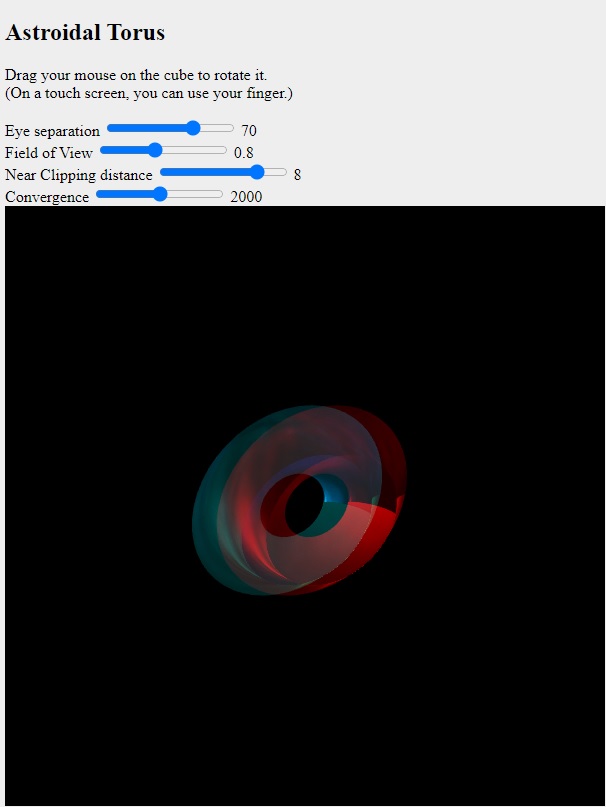 Astroidal Torus
Drag your mouse on the cube to rotate it.
(On a touch screen, you can use your finger.)
Eye separation 70
Field of View 0.8
Near Clipping distance 8
Convergence 2000